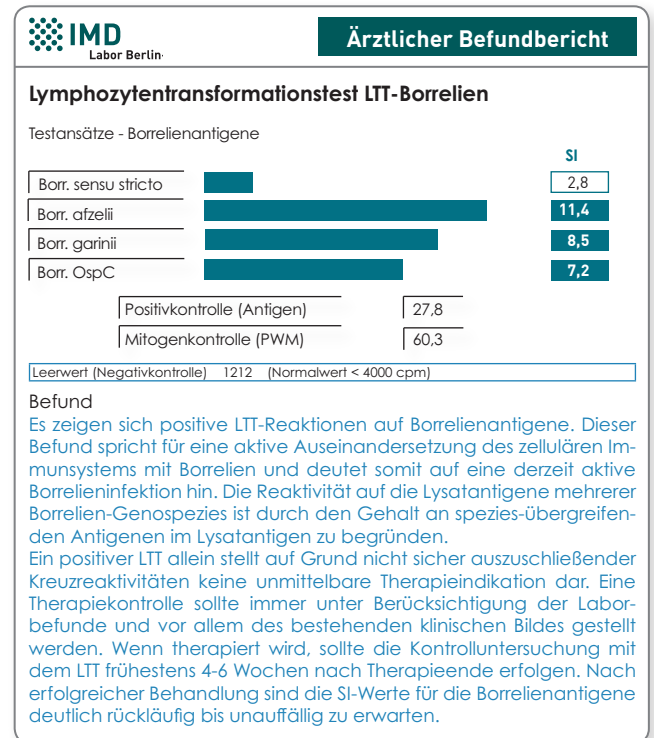 IMD
Labor Berlin
Ärztlicher Befundbericht
Lymphozytentransformationstest LTT-Borrelien
Testansätze - Borrelienantigene
SI
Borr. sensu stricto 2,8
Borr. afzelii 11,4
Borr. garinii 8,5
Borr. OspC 7,2
Positivkontrolle (Antigen) 27,8
Mitogenkontrolle (PWM) 60,3
Leerwert (Negativkontrolle) 1212 (Normalwert < 4000 cpm)
Befund
Es zeigen sich positive LTT-Reaktionen auf Borrelienantigene. Dieser
Befund spricht für eine aktive Auseinandersetzung des zellulären Im-
munsystems mit Borrelien und deutet somit auf eine derzeit aktive
Borrelieninfektion hin. Die Reaktivität auf die Lysatantigene mehrerer
Borrelien-Genospezies ist durch den Gehalt an spezies-übergreifen-
den Antigenen im Lysatantigen zu begründen.
Ein positiver LTT allein stellt auf Grund nicht sicher auszuschließender
Kreuzreaktivitäten keine unmittelbare Therapieindikation dar. Eine
Therapiekontrolle sollte immer unter Berücksichtigung der Labor-
befunde und vor allem des bestehenden klinischen Bildes gestellt
werden. Wenn therapiert wird, sollte die Kontrolluntersuchung mit
dem LTT frühestens 4-6 Wochen nach Therapieende erfolgen. Nach
erfolgreicher Behandlung sind die SI-Werte für die Borrelienantigene
deutlich rückläufig bis unauffällig zu erwarten.